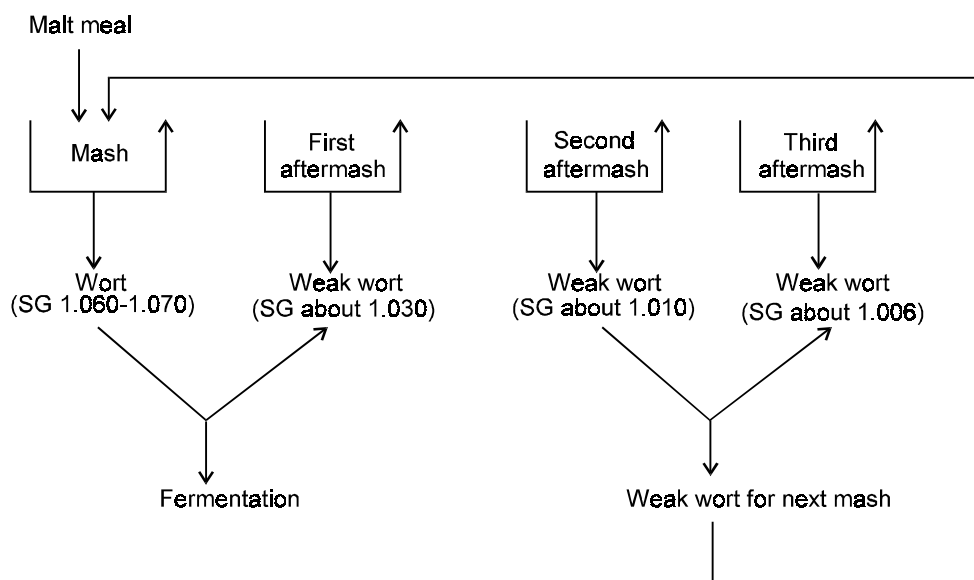 Malt meal
Mash
First
aftermash
Second
aftermash
Third
aftermash
Wort
(SG 1.060-1.070)
Weak wort
(SG about 1.030)
Weak wort
(SG about 1.010)
Weak wort
(SG about 1.006)
Fermentation
Weak wort for next mash